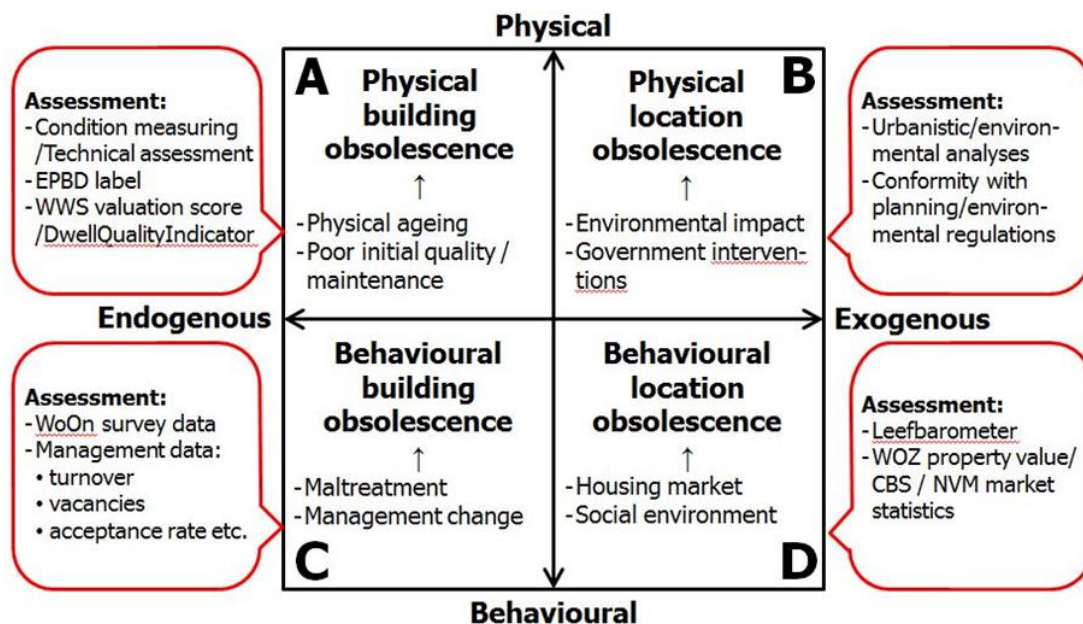 Physical
Assessment:
-Condition measuring
/Technical assessment
-EPBD label
-WWS valuation score
/DwellQualityIndicator
A
Physical
building
obsolescence
↑
-Physical ageing
-Poor initial quality /
maintenance
B
Physical
location
obsolescence
↑
-Environmental impact
-Government interven-
tions
Assessment:
-Urbanistic/environ-
mental analyses
-Conformity with
planning/environ-
mental regulations
Endogenous
Exogenous
Assessment:
-WoOn survey data
-Management data:
• turnover
• vacancies
• acceptance rate etc.
Behavioural
building
obsolescence
↑
-Maltreatment
-Management change
C
Behavioural
location
obsolescence
↑
-Housing market
-Social environment
D
Assessment:
-Leefbarometer
-WOZ property value/
CBS / NVM market
statistics
Behavioural